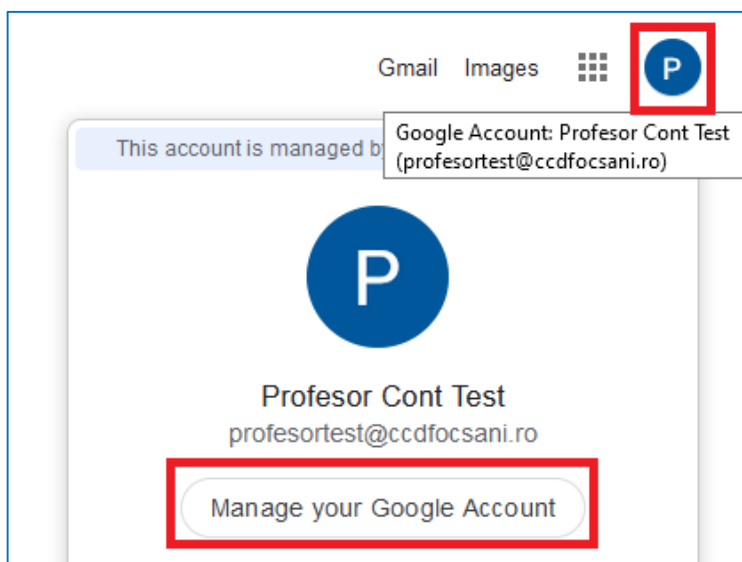 Gmail Images
P
Google Account: Profesor Cont Test
(profesortest@ccdfocsani.ro)
This account is managed by
P
Profesor Cont Test
profesortest@ccdfocsani.ro
Manage your Google Account